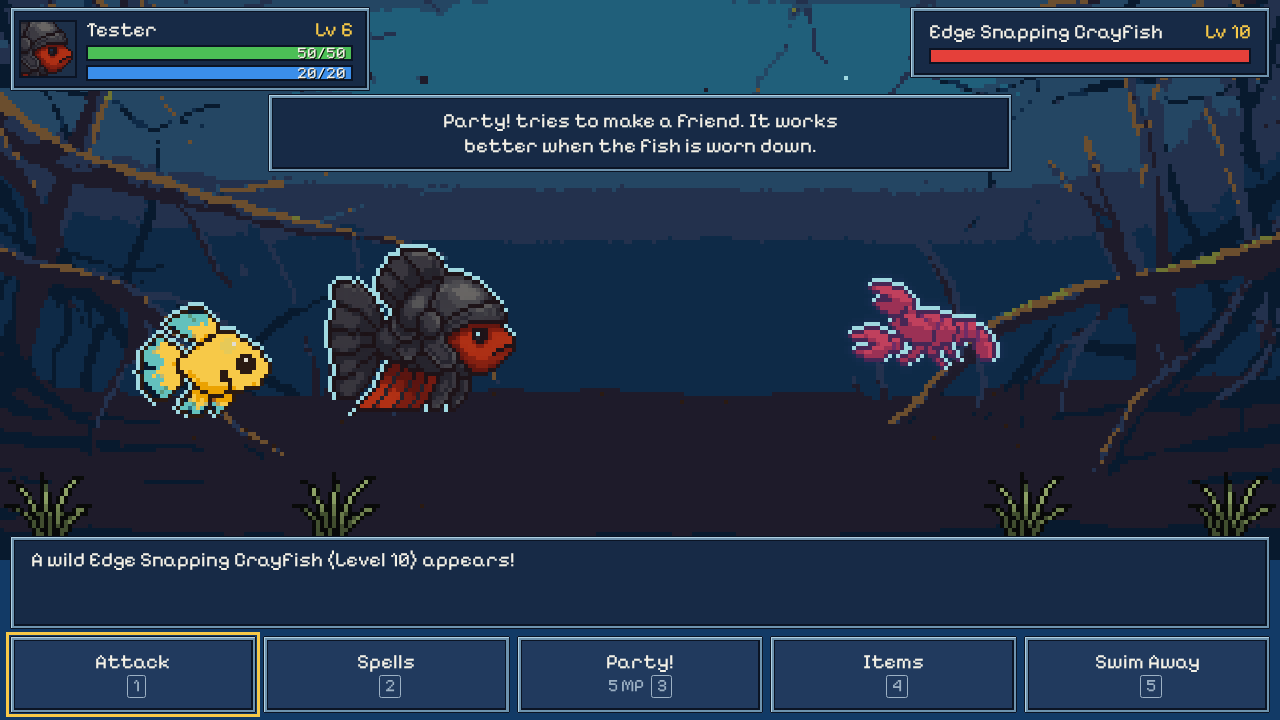 Tester Lv 6
50/50
20/20
Edge Snapping Crayfish Lv 10
Party! tries to make a friend. It works
better when the fish is worn down.
A wild Edge Snapping Crayfish (Level 10) appears!
Attack
1
Spells
2
Party!
5 MP 3
Items
4
Swim Away
5